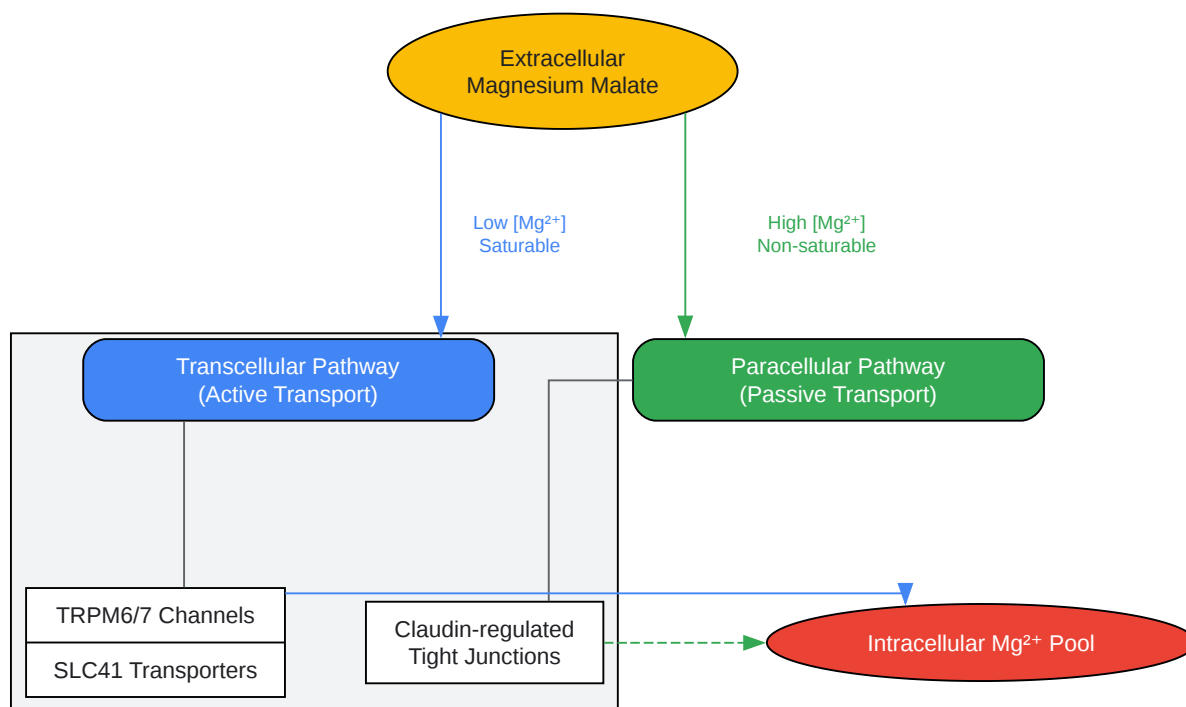 Extracellular
Magnesium Malate
Low [Mg²⁺]
Saturable
High [Mg²⁺]
Non-saturable
Transcellular Pathway
(Active Transport)
Paracellular Pathway
(Passive Transport)
TRPM6/7 Channels
SLC41 Transporters
Claudin-regulated
Tight Junctions
Intracellular Mg²⁺ Pool